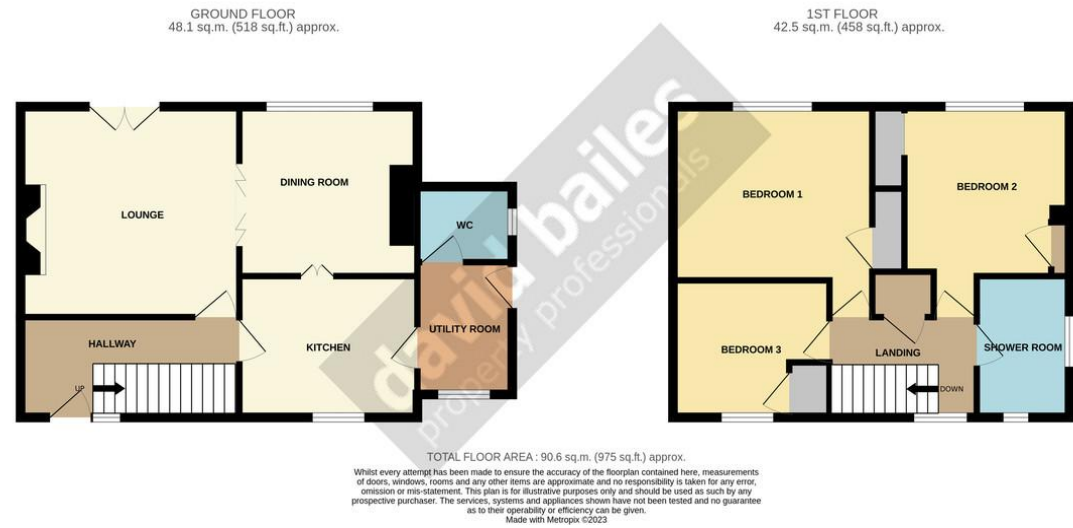 GROUND FLOOR
48.1 sq.m. (518 sq.ft.) approx.
1ST FLOOR
42.5 sq.m. (458 sq.ft.) approx.
LOUNGE
DINING ROOM
WC
UTILITY ROOM
HALLWAY
KITCHEN
UP
BEDROOM 1
BEDROOM 2
BEDROOM 3
LANDING
SHOWER ROOM
DOWN
david bailes
property professionals
TOTAL FLOOR AREA : 90.6 sq.m. (975 sq.ft.) approx.
Whilst every attempt has been made to ensure the accuracy of the floorplan contained here, measurements
of doors, windows, rooms and any other items are approximate and no responsibility is taken for any error,
omission or mis-statement. This plan is for illustrative purposes only and should be used as such by any
prospective purchaser. The services, systems and appliances shown have not been tested and no guarantee
as to their operability or efficiency can be given.
Made with Metropix ©2023